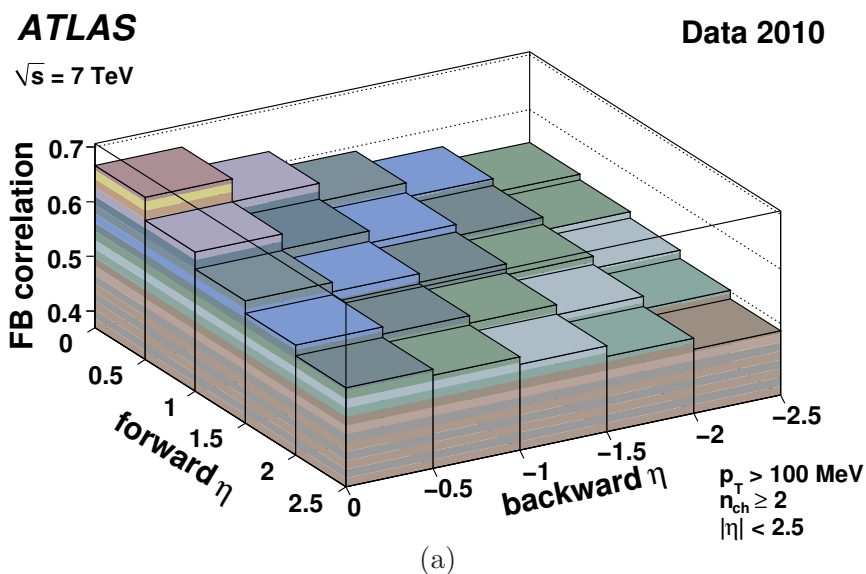 ATLAS
Data 2010
√s = 7 TeV
FB correlation
0.7
0.6
0.5
0.4
0
0.5
1
1.5
2
2.5
forward η
0
−0.5
−1
−1.5
−2
−2.5
backward η
p_T > 100 MeV
n_ch ≥ 2
|η| < 2.5
(a)